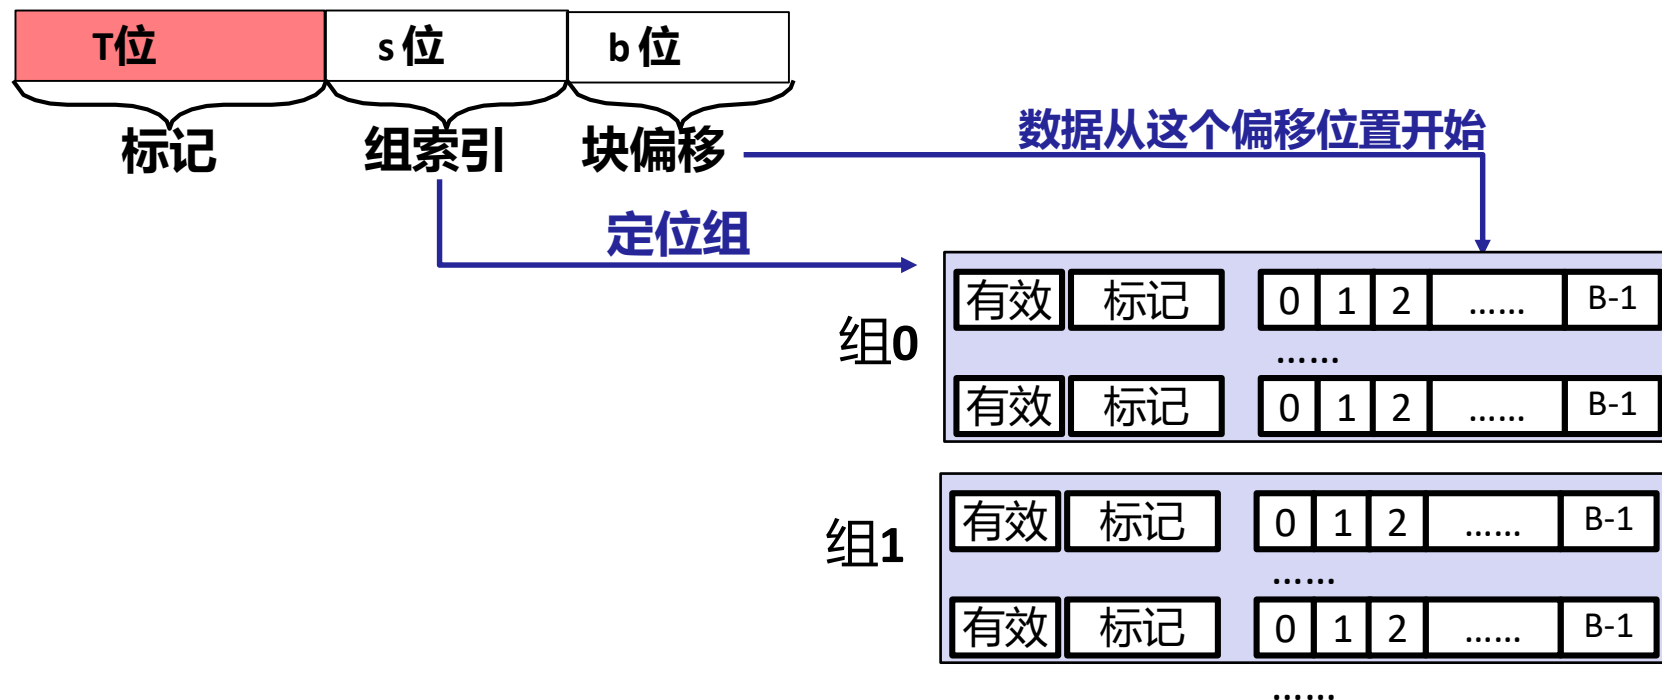 T位 s 位 b 位
标记 组索引 块偏移
数据从这个偏移位置开始
定位组
组0
有效 标记 0 1 2 …… B-1
……
有效 标记 0 1 2 …… B-1
组1
有效 标记 0 1 2 …… B-1
……
有效 标记 0 1 2 …… B-1
……